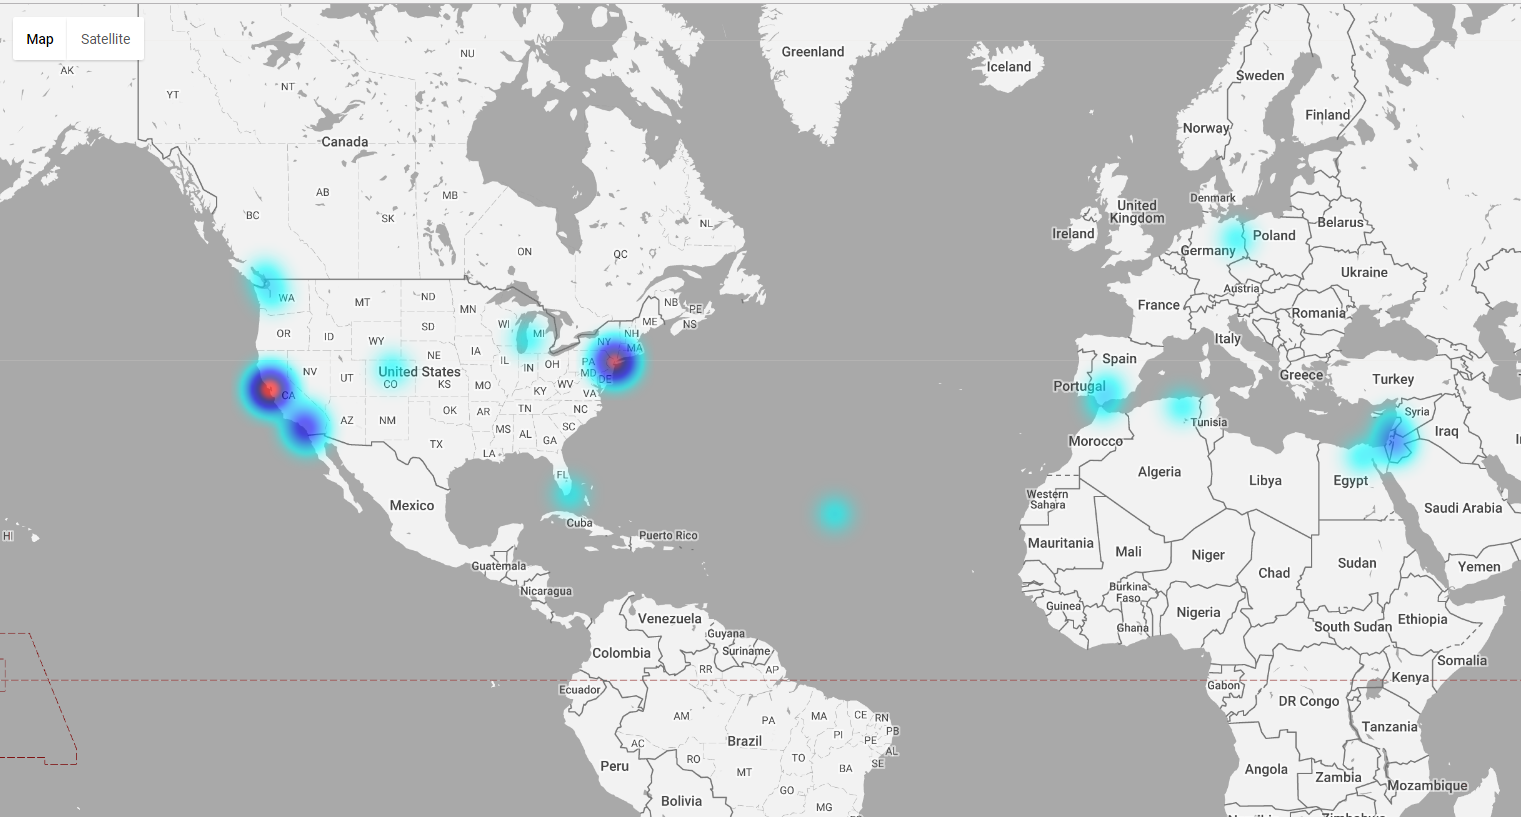 Map Satellite
Greenland
Iceland
Sweden
Finland
Norway
AK
YT
NT
NU
Canada
BC
AB
SK
MB
ON
QC
NL
NB
PE
NS
Denmark
United
Kingdom
Ireland
Belarus
Poland
Germany
Ukraine
Austria
France
Romania
Italy
Spain
Portugal
Greece
Turkey
Syria
Iraq
Tunisia
Morocco
Algeria
Libya
Egypt
Saudi Arabia
Western
Sahara
WA
MT
ND
MN
OR
ID
SD
WI
MI
NY
NH
ME
MA
WY
NE
IA
IL
IN
OH
PA
MD
DE
NV
UT
United States
CO
KS
MO
KY
WV
VA
CA
AZ
NM
OK
AR
TN
NC
TX
MS
AL
GA
SC
LA
FL
Mexico
Cuba
Puerto Rico
HI
Guatemala
Nicaragua
Mauritania
Mali
Niger
Chad
Sudan
Yemen
Burkina
Faso
Guinea
Ghana
Nigeria
Ethiopia
South Sudan
Somalia
Venezuela
Guyana
Suriname
Colombia
RR
AP
Ecuador
Gabon
Kenya
DR Congo
Tanzania
AM
PA
MA
CE
RN
PB
PI
PE
AL
SE
Brazil
AC
RO
TO
BA
MT
GO
MG
Peru
Bolivia
Angola
Zambia
Mozambique